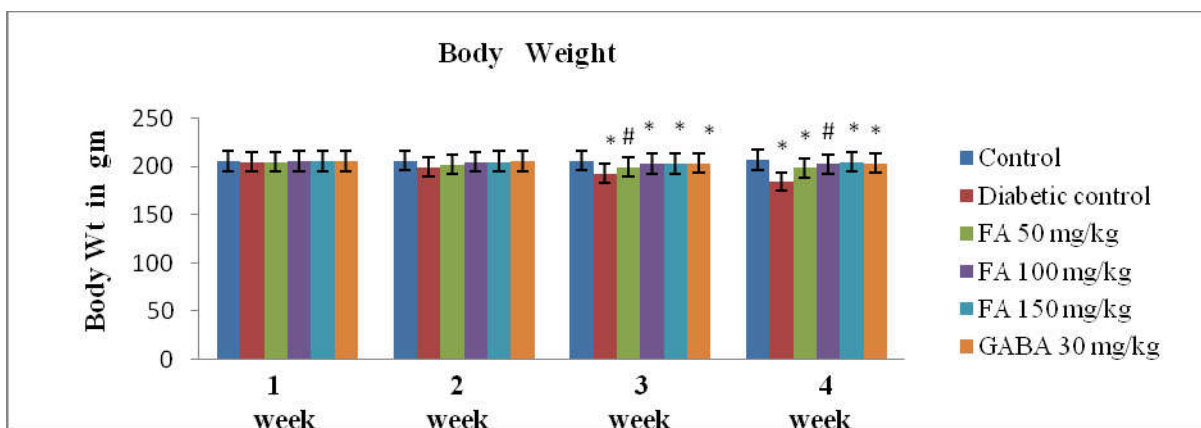 Body Weight
Body Wt in gm
250
200
150
100
50
0
* # * * *
* * # * *
1 2 3 4
week week week week
Control
Diabetic control
FA 50 mg/kg
FA 100 mg/kg
FA 150 mg/kg
GABA 30 mg/kg